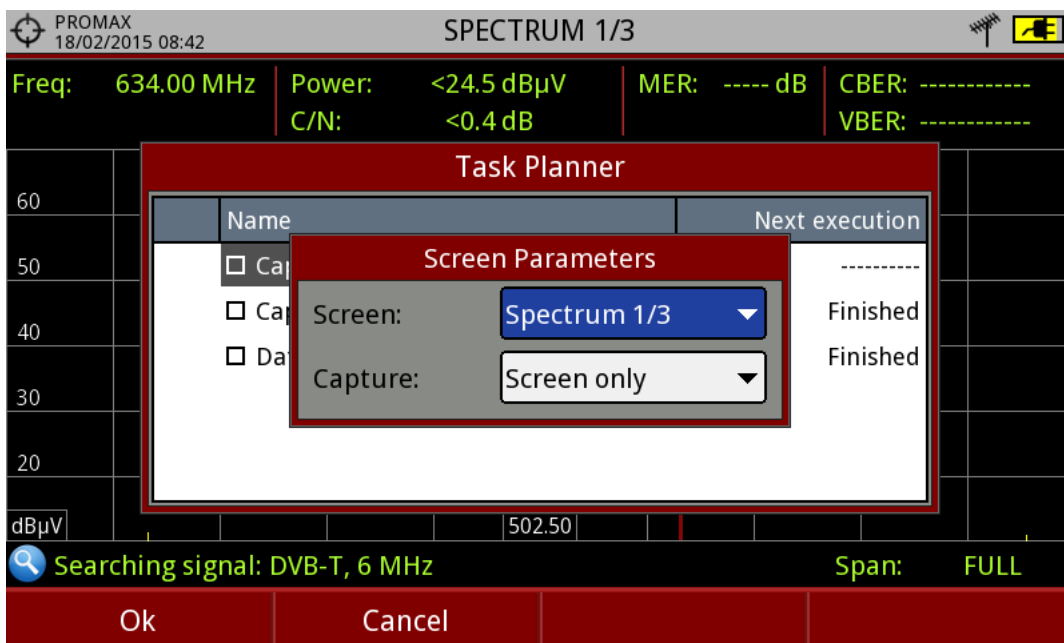 PROMAX
18/02/2015 08:42
SPECTRUM 1/3
Freq: 634.00 MHz
Power: <24.5 dBµV
MER: ----- dB
CBER: ------------
C/N: <0.4 dB
VBER: ------------
Task Planner
Name
Next execution
Screen Parameters
Screen: Spectrum 1/3
Capture: Screen only
----------
Finished
Finished
60
50
40
30
20
dBµV
502.50
Searching signal: DVB-T, 6 MHz
Span: FULL
Ok
Cancel